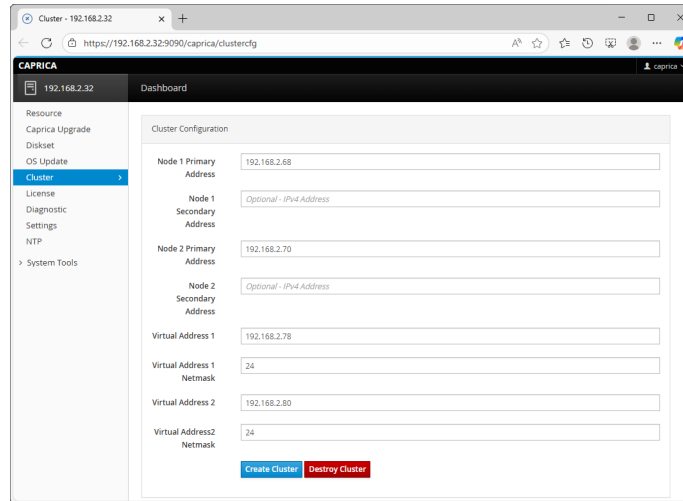 Cluster - 192.168.2.32
https://192.168.2.32:9090/caprica/clustercfg
CAPRICA
caprica
192.168.2.32
Dashboard
Resource
Caprica Upgrade
Diskset
OS Update
Cluster
License
Diagnostic
Settings
NTP
System Tools
Cluster Configuration
Node 1 Primary
Address
192.168.2.68
Node 1
Secondary
Address
Optional - IPv4 Address
Node 2 Primary
Address
192.168.2.70
Node 2
Secondary
Address
Optional - IPv4 Address
Virtual Address 1
192.168.2.78
Virtual Address 1
Netmask
24
Virtual Address 2
192.168.2.80
Virtual Address2
Netmask
24
Create Cluster
Destroy Cluster